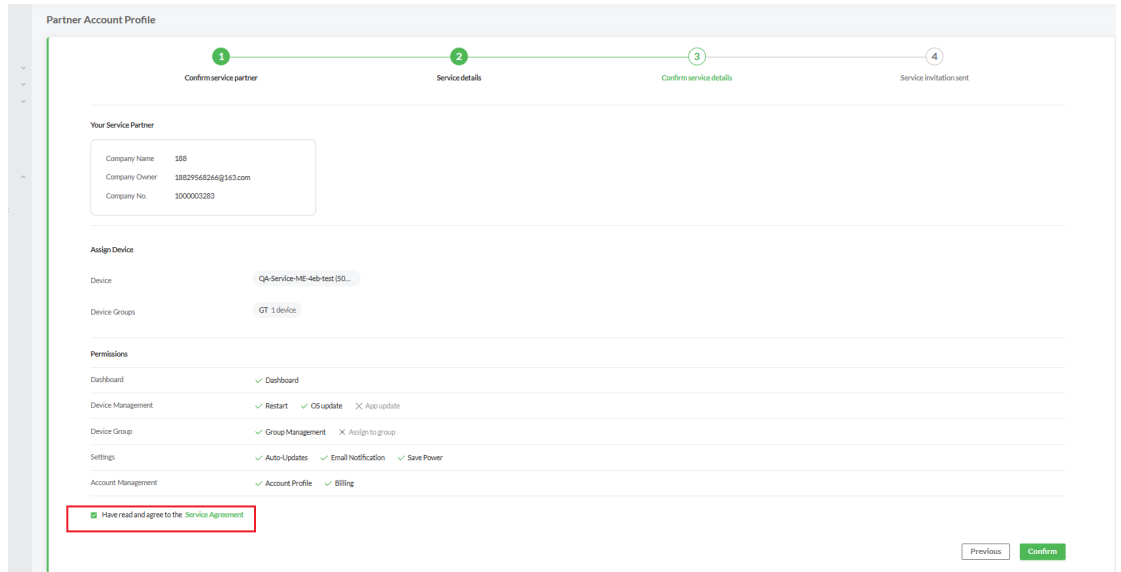 Partner Account Profile
1 2 3 4
Confirm service partner Service details Confirm service details Service invitation sent
Your Service Partner
Company Name 188
Company Owner 18829568266@163.com
Company No. 1000003283
Assign Device
Device QA-Service-ME-4eb-test (50...
Device Groups GT 1 device
Permissions
Dashboard Dashboard
Device Management Restart OS update App update
Device Group Group Management Assign to group
Settings Auto-Updates Email Notification Save Power
Account Management Account Profile Billing
Have read and agree to the Service Agreement
Previous Confirm